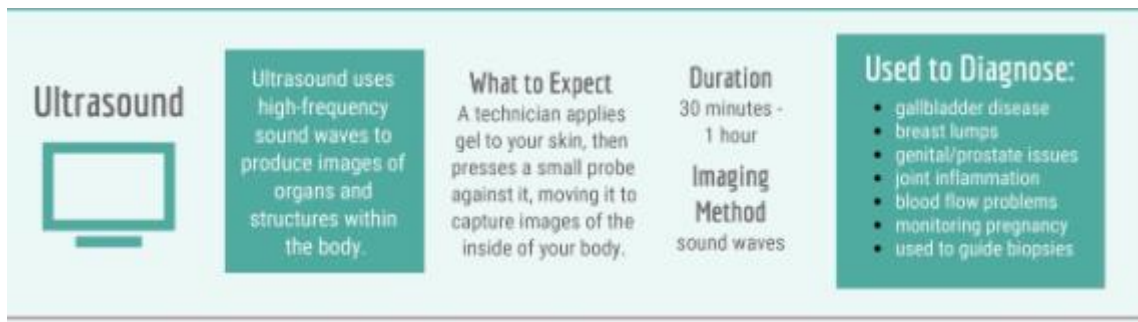 Ultrasound
Ultrasound uses
high-frequency
sound waves to
produce images of
organs and
structures within
the body.
What to Expect
A technician applies
gel to your skin, then
presses a small probe
against it, moving it to
capture images of the
inside of your body.
Duration
30 minutes -
1 hour
Imaging
Method
sound waves
Used to Diagnose:
• gallbladder disease
• breast lumps
• genital/prostate issues
• joint inflammation
• blood flow problems
• monitoring pregnancy
• used to guide biopsies